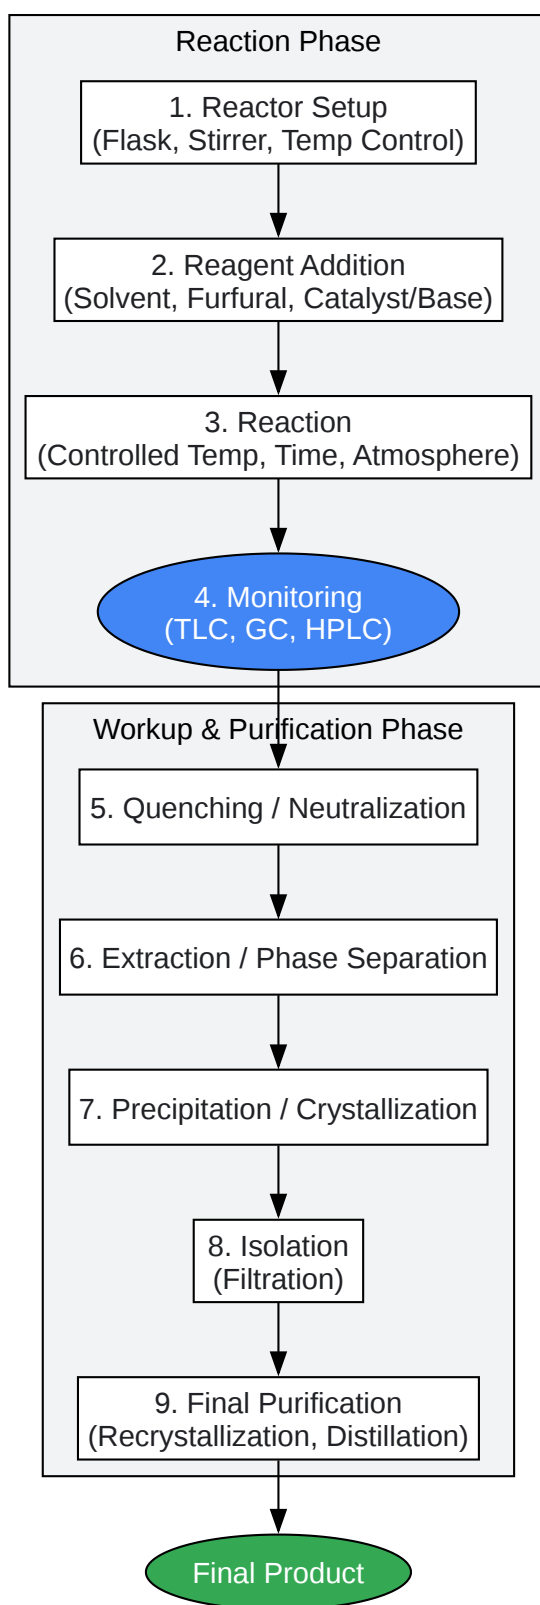 Reaction Phase
1. Reactor Setup
(Flask, Stirrer, Temp Control)
2. Reagent Addition
(Solvent, Furfural, Catalyst/Base)
3. Reaction
(Controlled Temp, Time, Atmosphere)
4. Monitoring
(TLC, GC, HPLC)
Workup & Purification Phase
5. Quenching / Neutralization
6. Extraction / Phase Separation
7. Precipitation / Crystallization
8. Isolation
(Filtration)
9. Final Purification
(Recrystallization, Distillation)
Final Product